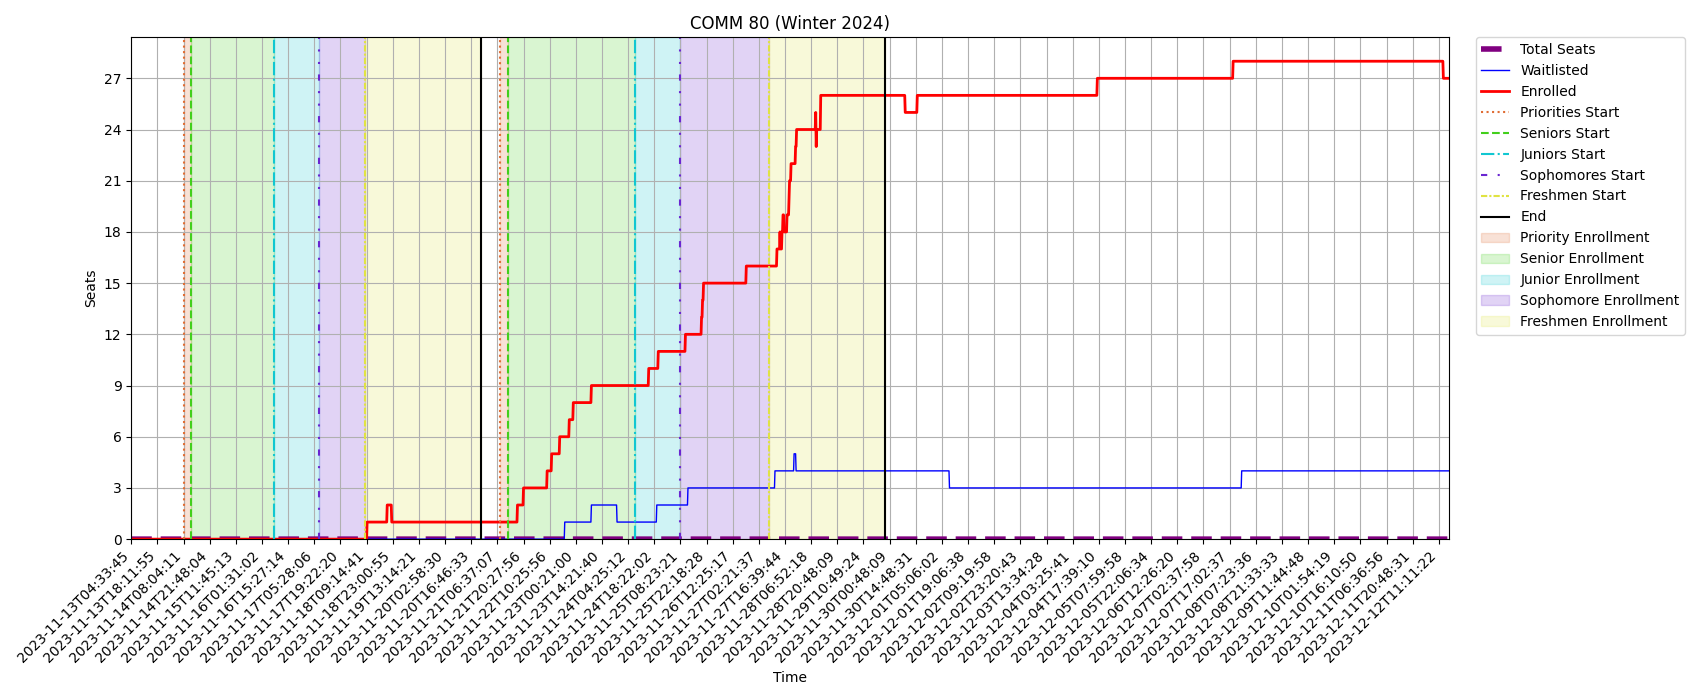 COMM 80 (Winter 2024)
Seats
27
24
21
18
15
12
9
6
3
0
2023-11-13T04:33:45
2023-11-13T18:11:55
2023-11-14T08:04:11
2023-11-14T21:48:04
2023-11-15T11:45:13
2023-11-16T01:31:02
2023-11-16T15:27:14
2023-11-17T05:28:06
2023-11-17T19:22:20
2023-11-18T09:14:41
2023-11-18T23:00:55
2023-11-19T13:14:21
2023-11-20T02:58:30
2023-11-20T16:46:33
2023-11-21T06:37:07
2023-11-21T20:27:56
2023-11-22T10:25:56
2023-11-23T00:21:00
2023-11-23T14:21:40
2023-11-24T04:25:12
2023-11-24T18:22:02
2023-11-25T08:23:21
2023-11-25T22:18:28
2023-11-26T12:25:17
2023-11-27T02:21:37
2023-11-27T16:39:44
2023-11-28T06:52:18
2023-11-28T20:48:09
2023-11-29T10:49:24
2023-11-30T00:48:09
2023-11-30T14:48:31
2023-12-01T05:06:02
2023-12-01T19:06:38
2023-12-02T09:19:58
2023-12-02T23:20:43
2023-12-03T13:34:28
2023-12-04T03:25:41
2023-12-04T17:39:10
2023-12-05T07:59:58
2023-12-05T22:06:34
2023-12-06T12:26:20
2023-12-07T02:37:58
2023-12-07T17:02:37
2023-12-08T07:23:36
2023-12-08T21:33:33
2023-12-09T11:44:48
2023-12-10T01:54:19
2023-12-10T16:10:50
2023-12-11T06:36:56
2023-12-11T20:48:31
2023-12-12T11:11:22
Time
Total Seats
Waitlisted
Enrolled
Priorities Start
Seniors Start
Juniors Start
Sophomores Start
Freshmen Start
End
Priority Enrollment
Senior Enrollment
Junior Enrollment
Sophomore Enrollment
Freshmen Enrollment